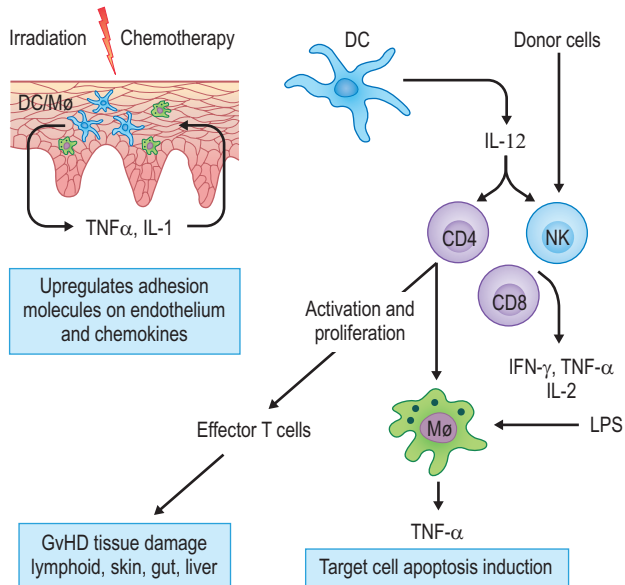 Irradiation
Chemotherapy
DC/Mø
TNFα, IL-1
Upregulates adhesion
molecules on endothelium
and chemokines
DC
Donor cells
IL-12
CD4
NK
CD8
Activation and
proliferation
IFN-γ, TNF-α
IL-2
Effector T cells
Mø
LPS
TNF-α
GvHD tissue damage
lymphoid, skin, gut, liver
Target cell apoptosis induction